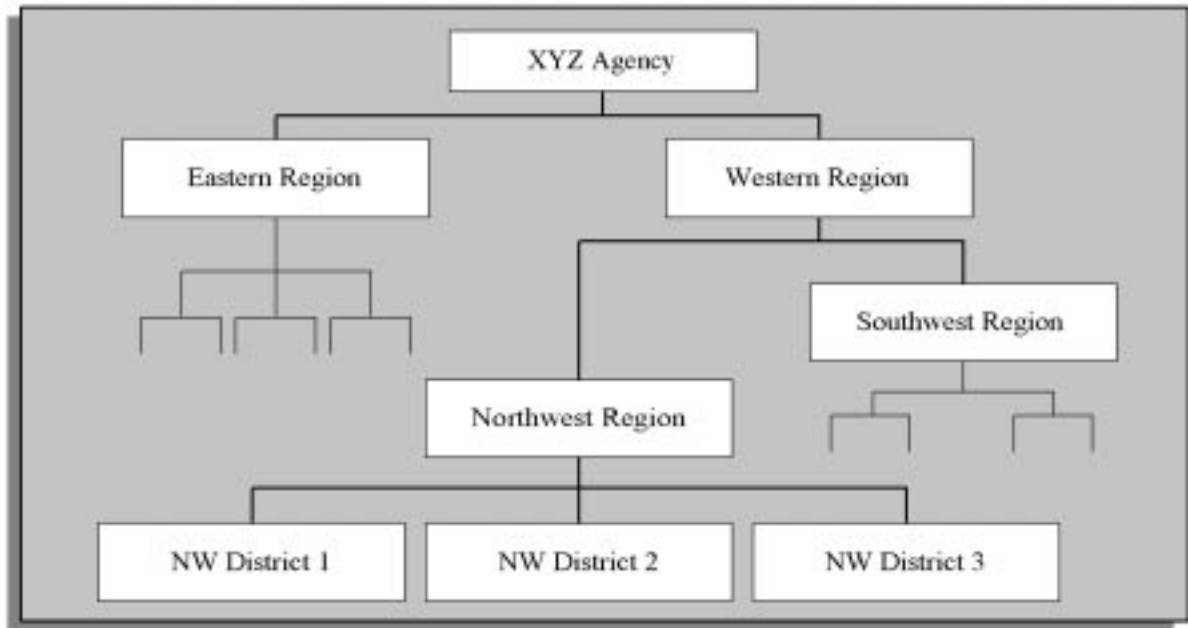 XYZ Agency
Eastern Region
Western Region
Southwest Region
Northwest Region
NW District 1
NW District 2
NW District 3